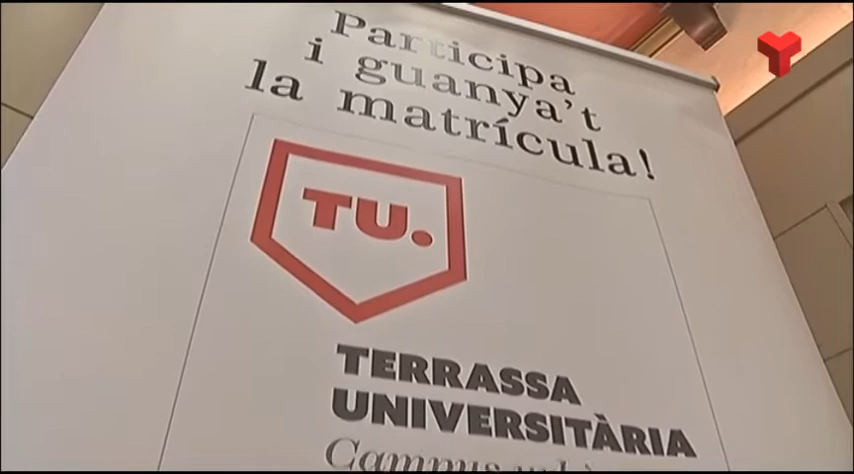 Participa
i guanya't
la matrícula!
TU.
TERRASSA
UNIVERSITÀRIA
Campus